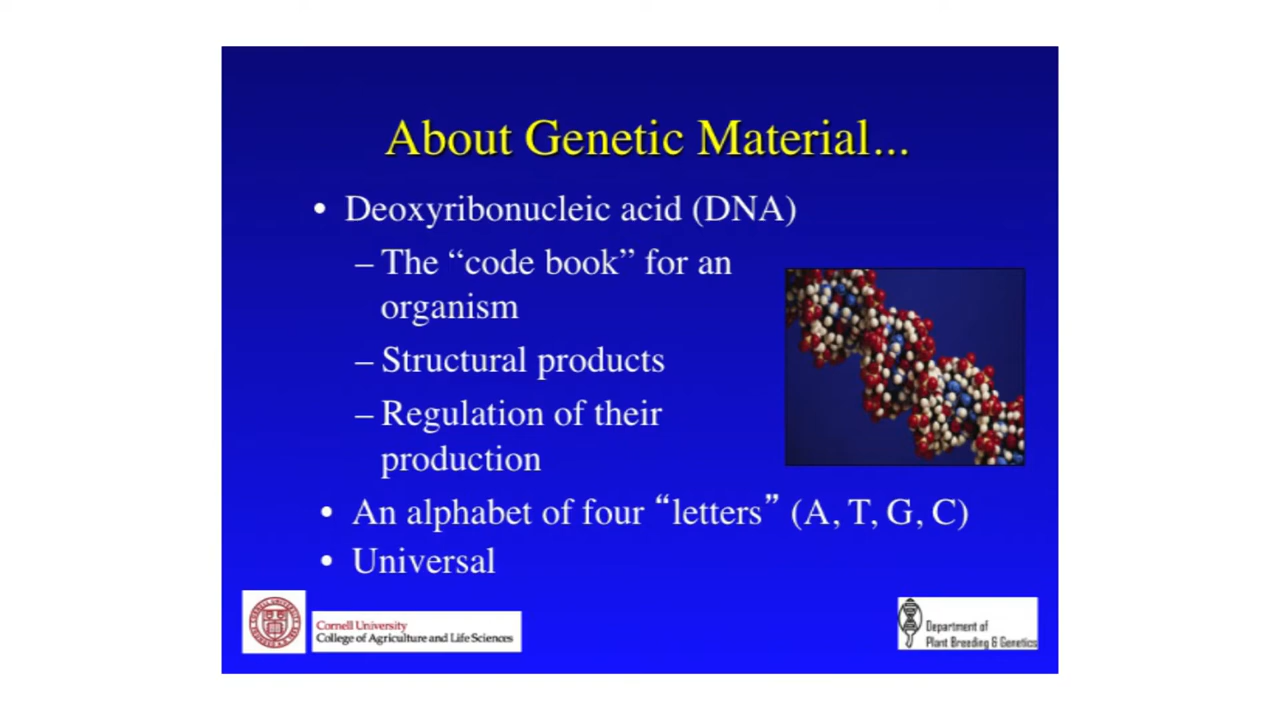 About Genetic Material...
• Deoxyribonucleic acid (DNA)
– The “code book” for an
organism
– Structural products
– Regulation of their
production
• An alphabet of four “letters” (A, T, G, C)
• Universal
Cornell University
College of Agriculture and Life Sciences
Department of
Plant Breeding & Genetics